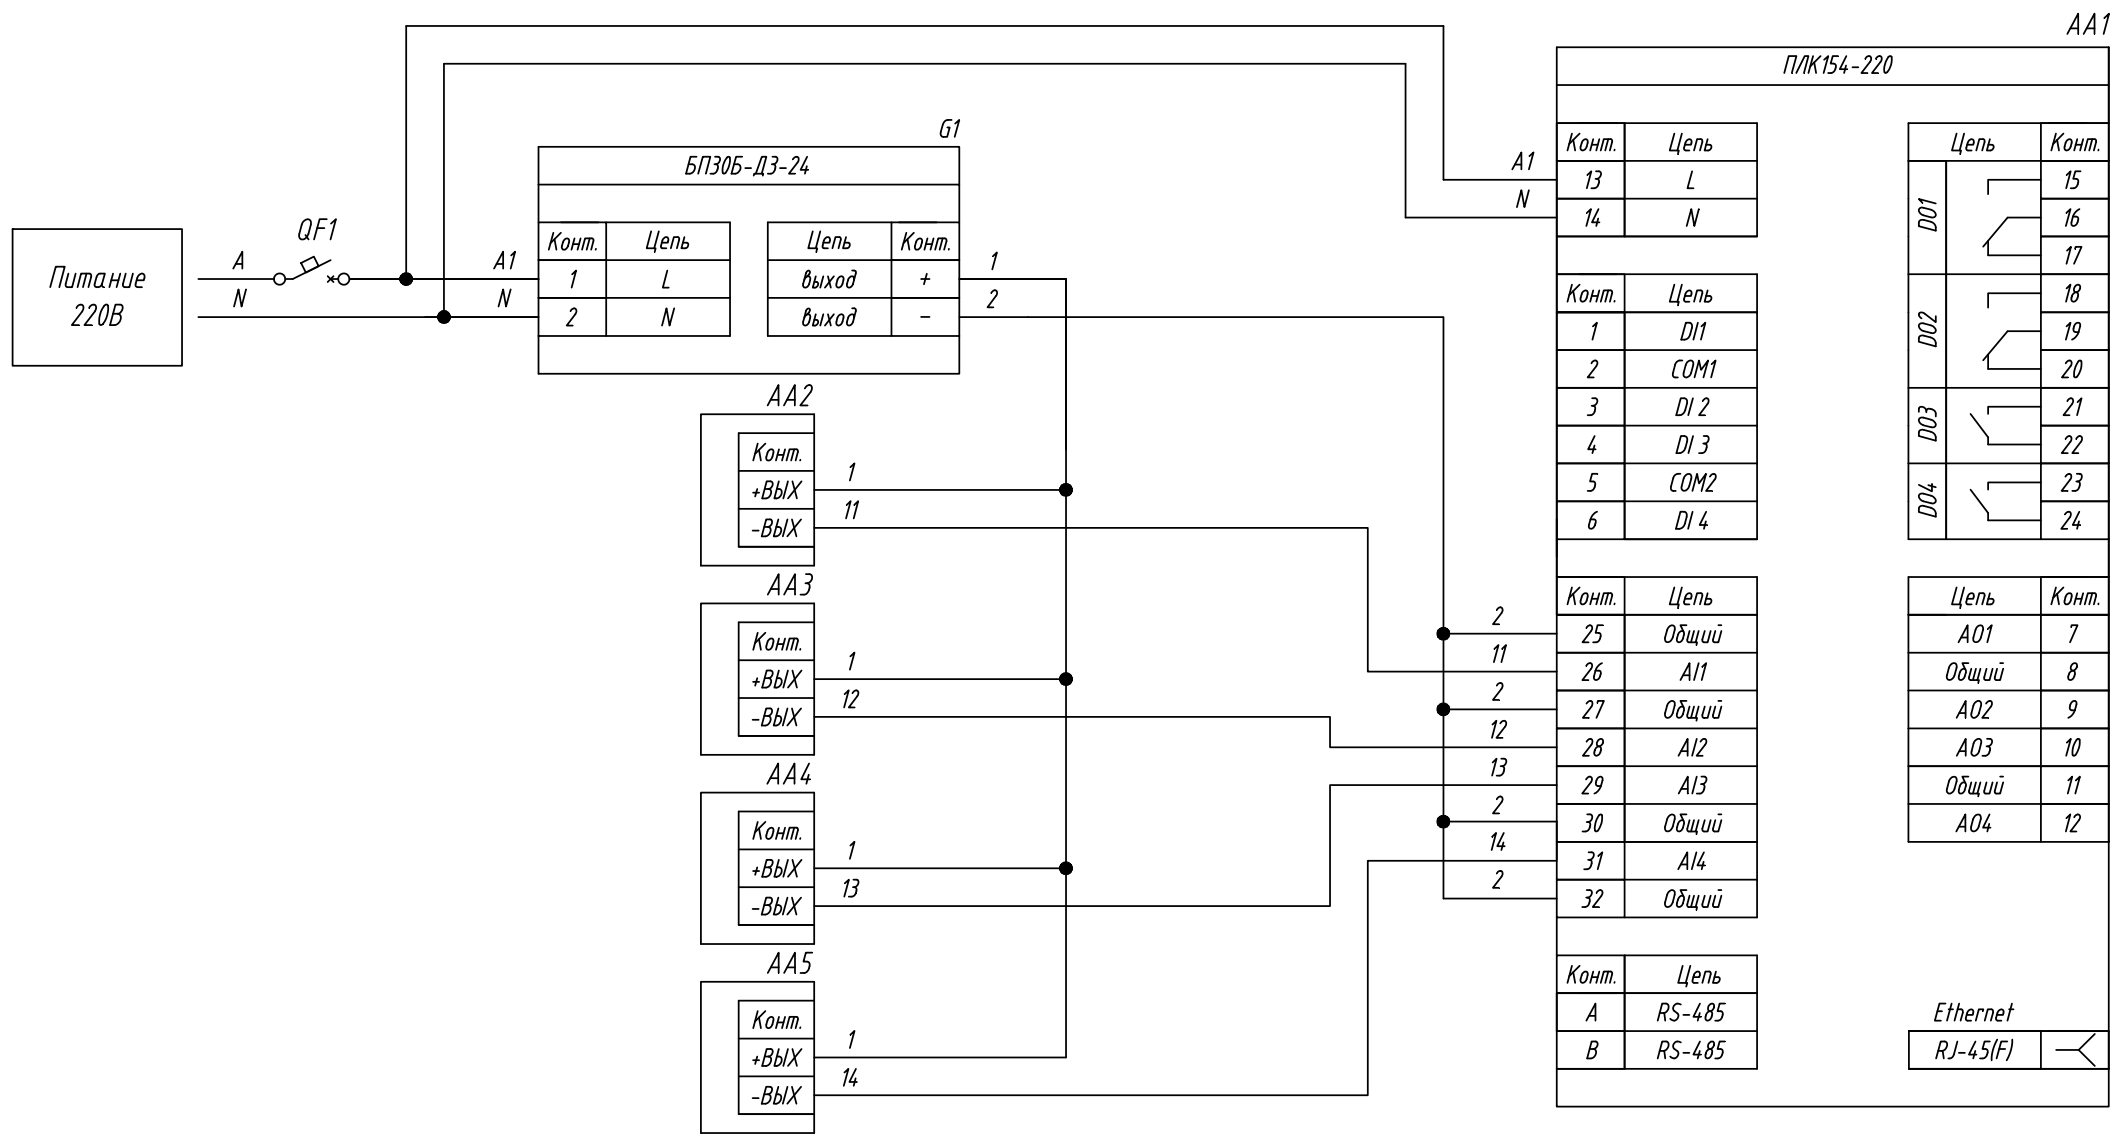 AA1
ПЛК154-220
G1
БП30Б-Д3-24
Питание
220В
A
N
QF1
A1
N
Конт. Цепь
1 L
2 N
Цепь Конт.
выход +
выход –
1
2
A1
N
Конт. Цепь
13 L
14 N
Конт. Цепь
1 DI1
2 COM1
3 DI 2
4 DI 3
5 COM2
6 DI 4
Цепь Конт.
DO1
15
16
17
DO2
18
19
20
DO3
21
22
DO4
23
24
AA2
Конт.
+ВЫХ
-ВЫХ
1
11
AA3
Конт.
+ВЫХ
-ВЫХ
1
12
AA4
Конт.
+ВЫХ
-ВЫХ
1
13
AA5
Конт.
+ВЫХ
-ВЫХ
1
14
2
11
2
12
13
2
14
2
Конт. Цепь
25 Общий
26 AI1
27 Общий
28 AI2
29 AI3
30 Общий
31 AI4
32 Общий
Цепь Конт.
AO1 7
Общий 8
AO2 9
AO3 10
Общий 11
AO4 12
Конт. Цепь
A RS-485
B RS-485
Ethernet
RJ-45(F)